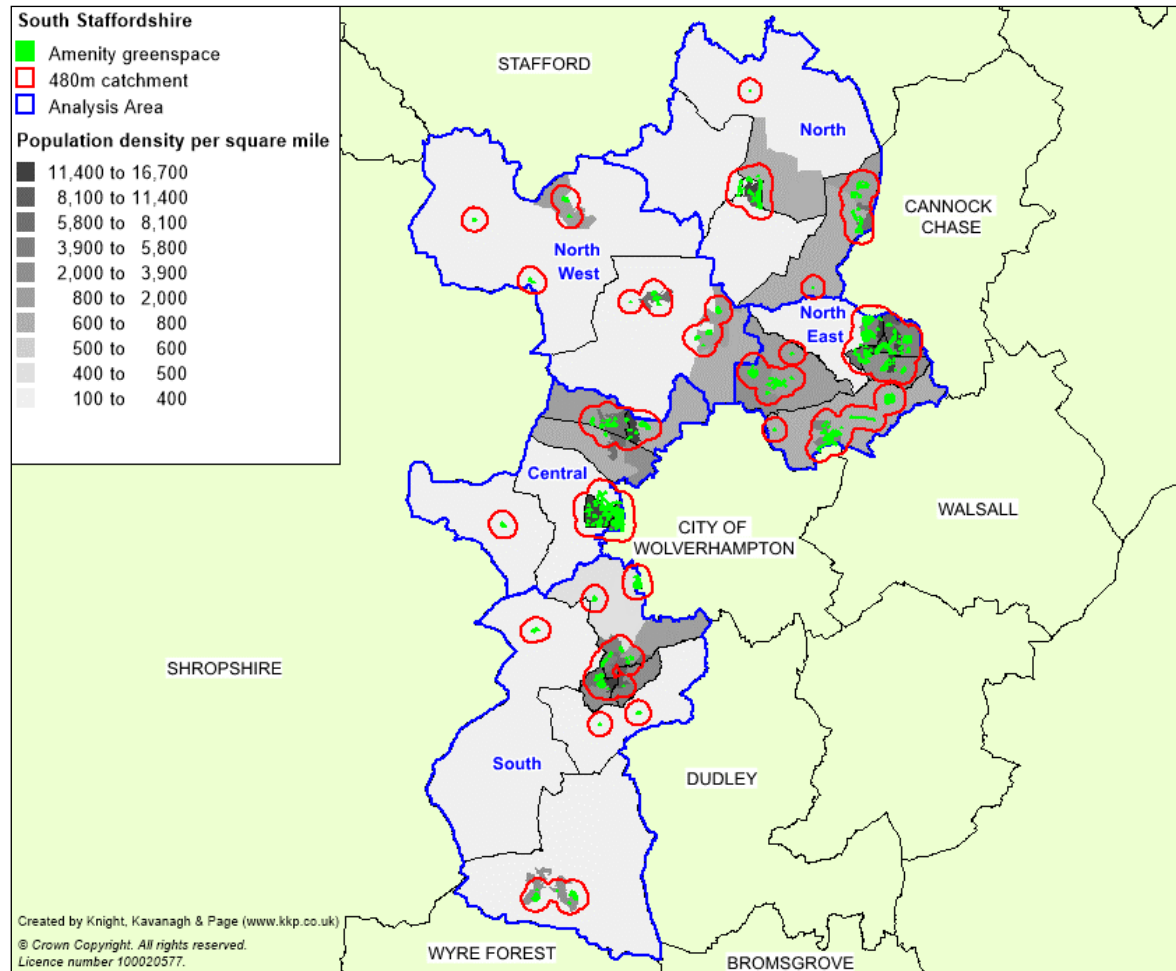 South Staffordshire
Amenity greenspace
480m catchment
Analysis Area
Population density per square mile
11,400 to 16,700
8,100 to 11,400
5,800 to 8,100
3,900 to 5,800
2,000 to 3,900
800 to 2,000
600 to 800
500 to 600
400 to 500
100 to 400
STAFFORD
North
CANNOCK
CHASE
North
West
North
East
Central
CITY OF
WOLVERHAMPTON
WALSALL
SHROPSHIRE
South
DUDLEY
WYRE FOREST
BROMSGROVE
Created by Knight, Kavanagh & Page (www.kkp.co.uk)
© Crown Copyright. All rights reserved.
Licence number 100020577.